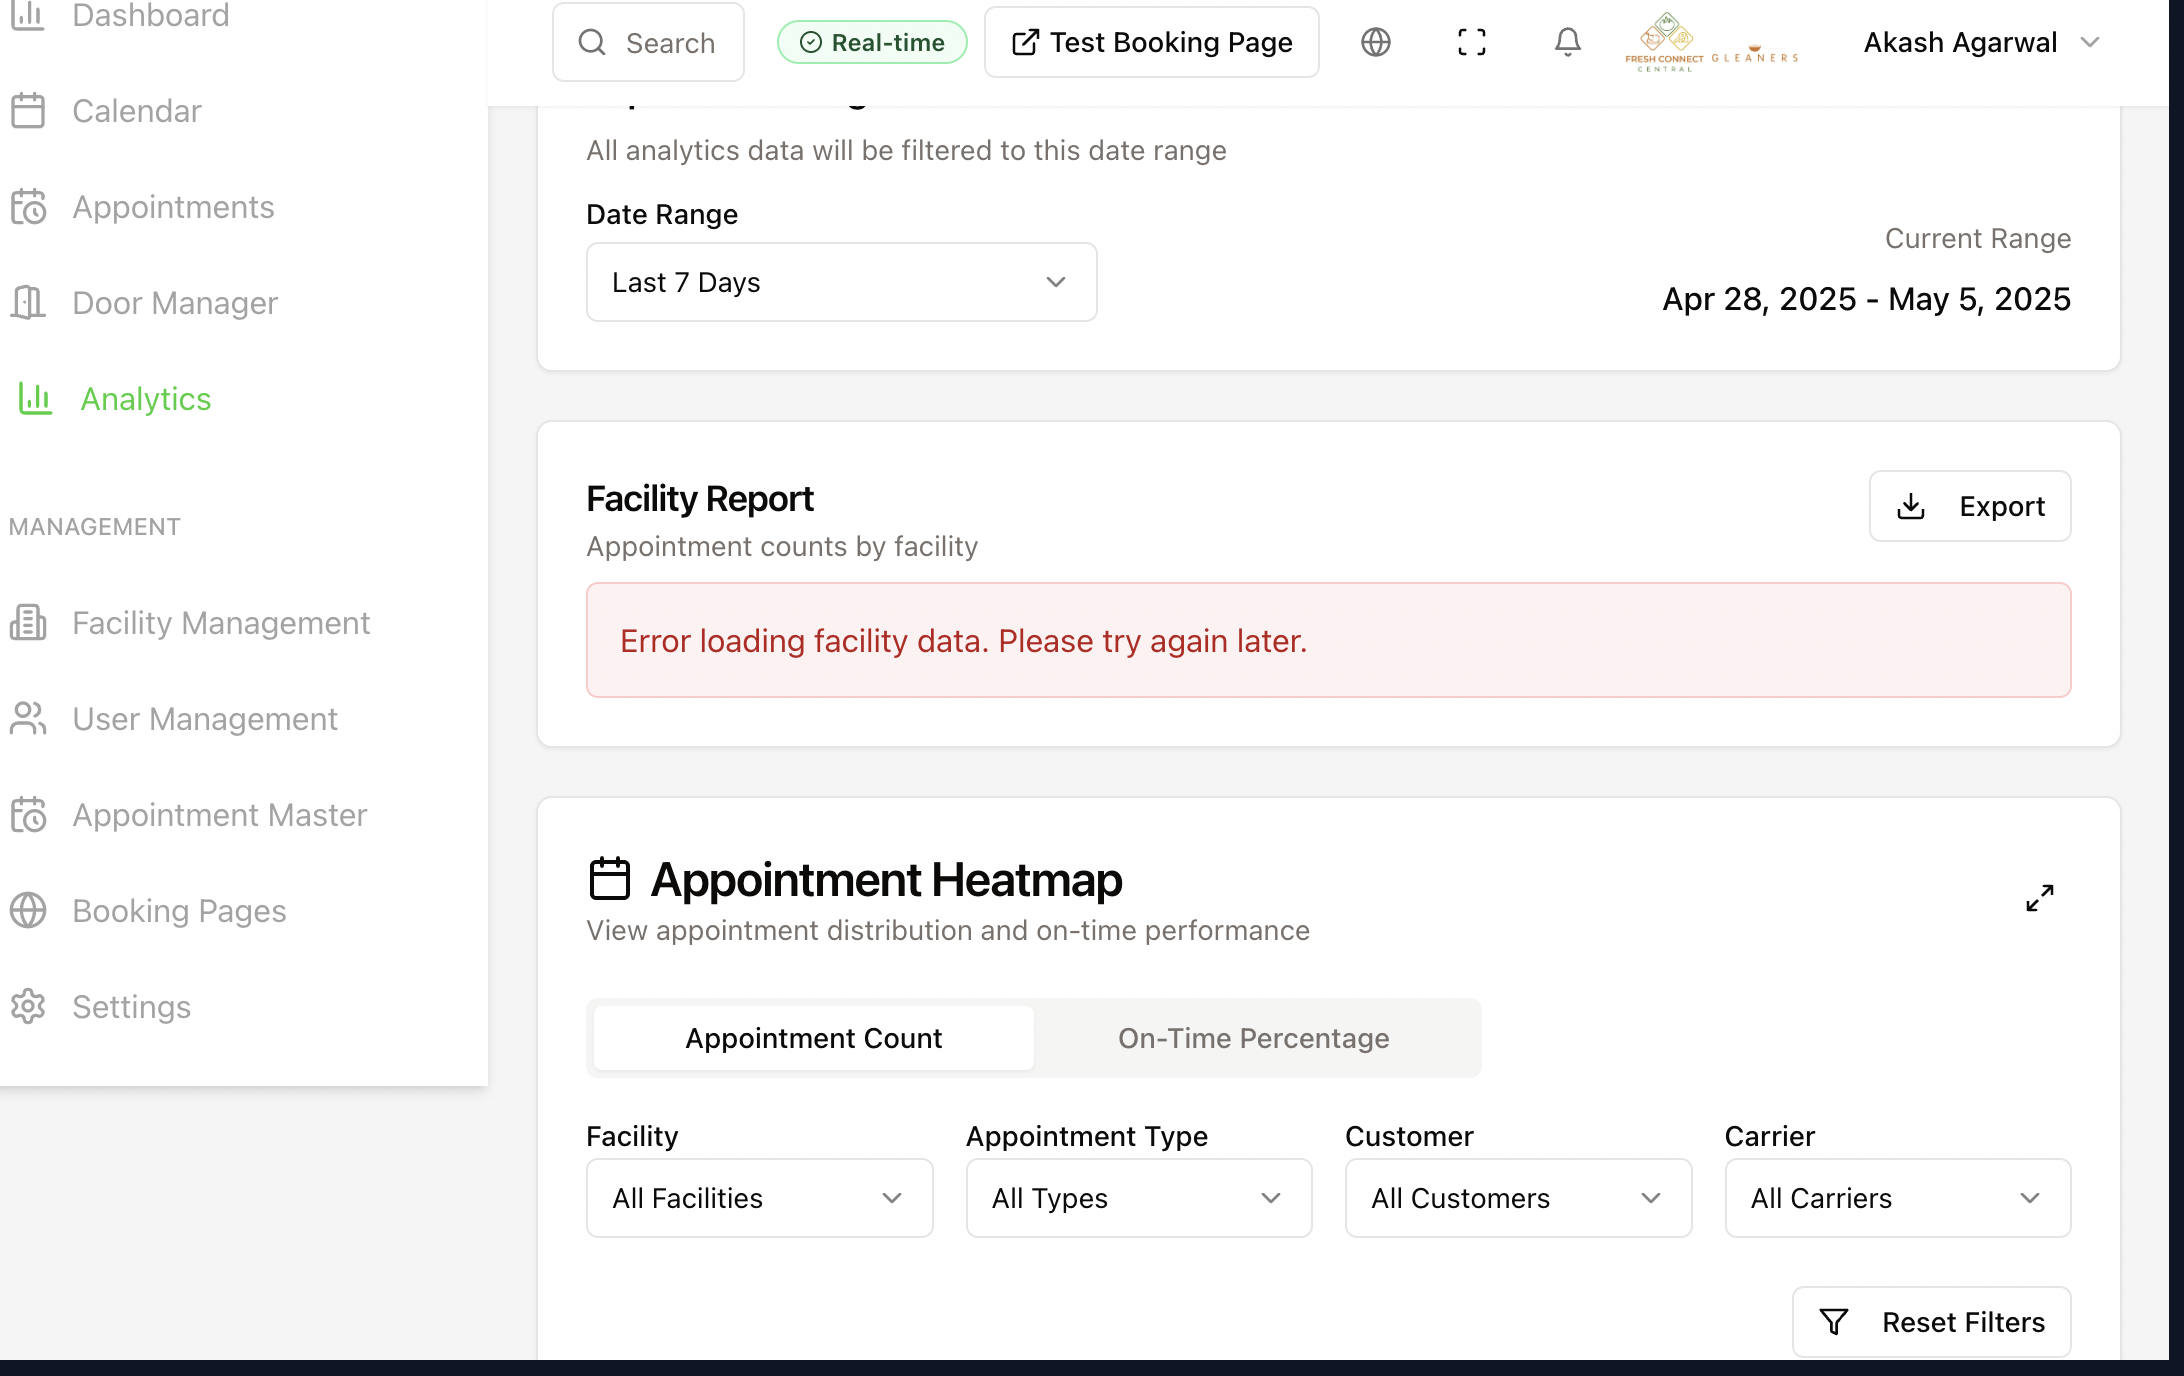 Dashboard
Calendar
Appointments
Door Manager
Analytics
MANAGEMENT
Facility Management
User Management
Appointment Master
Booking Pages
Settings
Search
Real-time
Test Booking Page
FRESH CONNECT
CENTRAL
GLEANERS
Akash Agarwal
All analytics data will be filtered to this date range
Date Range
Last 7 Days
Current Range
Apr 28, 2025 - May 5, 2025
Facility Report
Appointment counts by facility
Export
Error loading facility data. Please try again later.
Appointment Heatmap
View appointment distribution and on-time performance
Appointment Count
On-Time Percentage
Facility
All Facilities
Appointment Type
All Types
Customer
All Customers
Carrier
All Carriers
Reset Filters